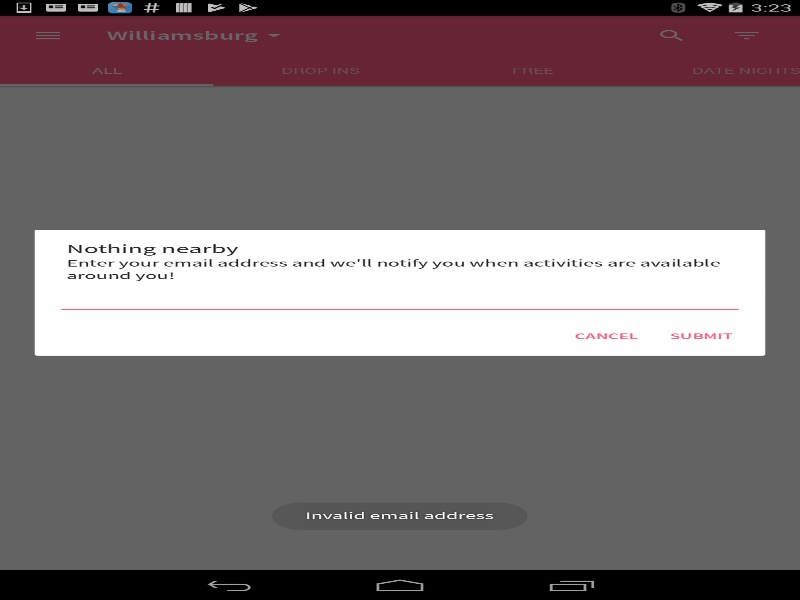 3:23
Williamsburg
ALL DROP INS FREE DATE NIGHTS
Nothing nearby
Enter your email address and we'll notify you when activities are available
around you!
CANCEL SUBMIT
Invalid email address